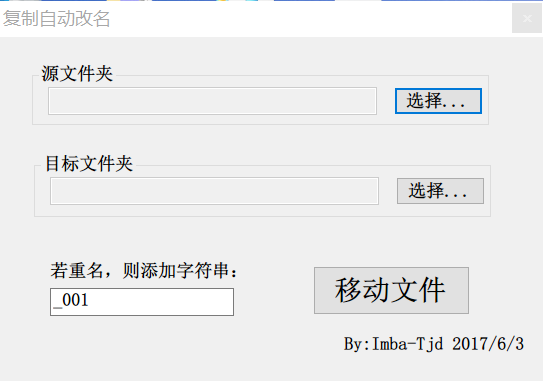 复制自动改名
源文件夹
选择...
目标文件夹
选择...
若重名，则添加字符串：
_001
移动文件
By:Imba-Tjd 2017/6/3